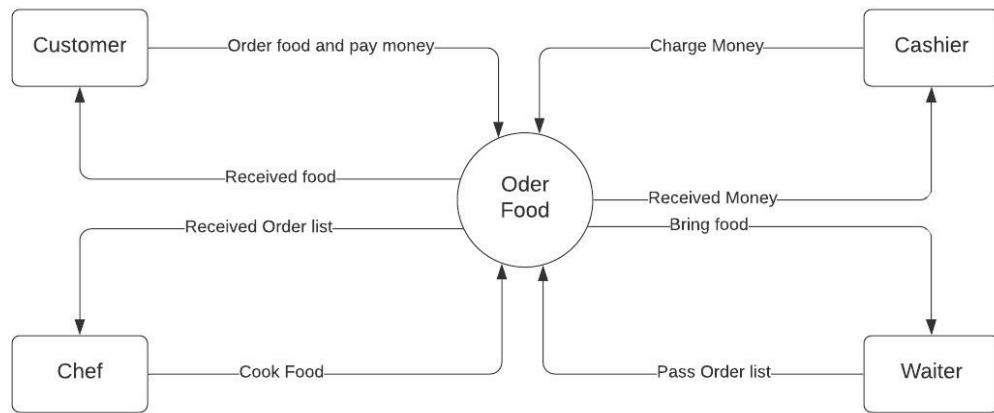 Customer
Order food and pay money
Charge Money
Cashier
Received food
Oder
Food
Received Money
Received Order list
Bring food
Chef
Cook Food
Pass Order list
Waiter